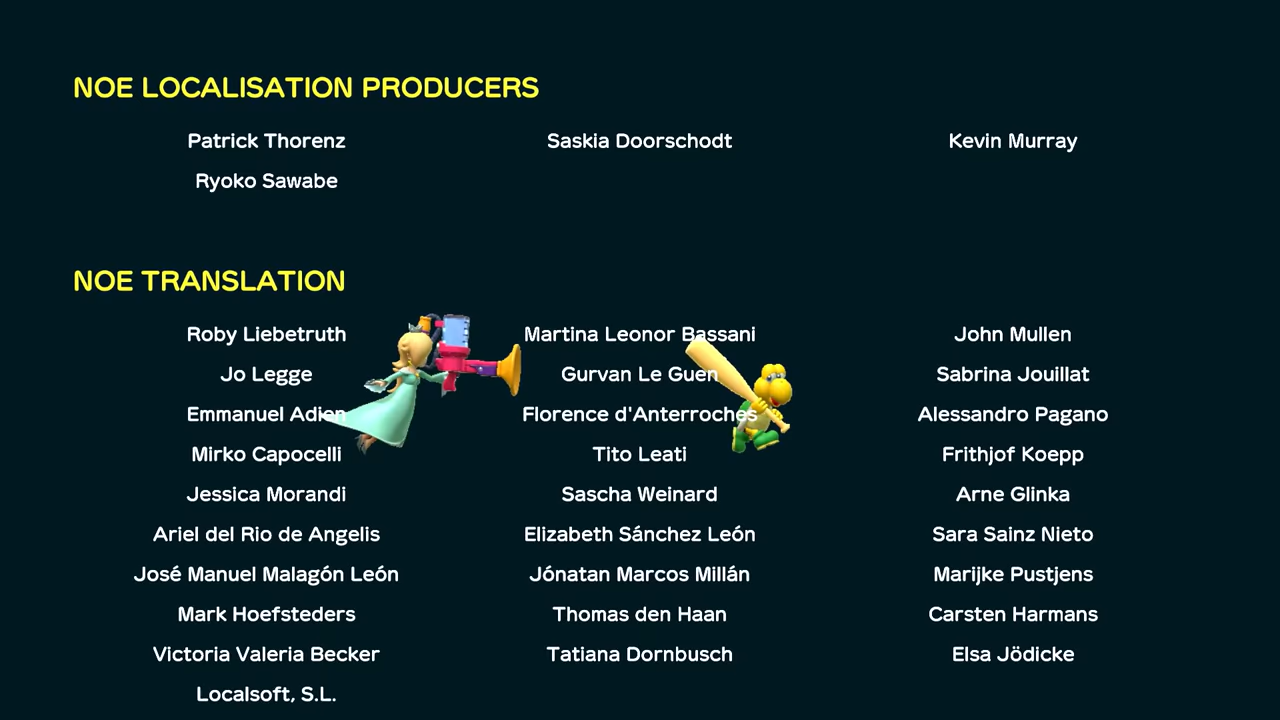 NOE LOCALISATION PRODUCERS
Patrick Thorenz Saskia Doorschodt Kevin Murray
Ryoko Sawabe
NOE TRANSLATION
Roby Liebetruth Martina Leonor Bassani John Mullen
Jo Legge Gurvan Le Guen Sabrina Jouillat
Emmanuel Adien Florence d'Anterroches Alessandro Pagano
Mirko Capocelli Tito Leati Frithjof Koepp
Jessica Morandi Sascha Weinard Arne Glinka
Ariel del Rio de Angelis Elizabeth Sánchez León Sara Sainz Nieto
José Manuel Malagón León Jónatan Marcos Millán Marijke Pustjens
Mark Hoefsteders Thomas den Haan Carsten Harmans
Victoria Valeria Becker Tatiana Dornbusch Elsa Jödicke
Localsoft, S.L.